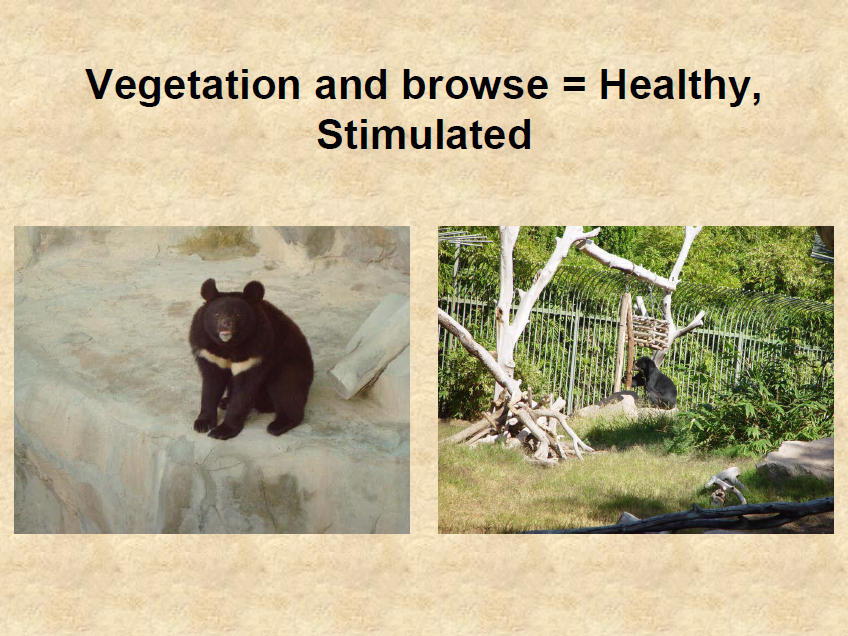 Vegetation and browse = Healthy,
Stimulated